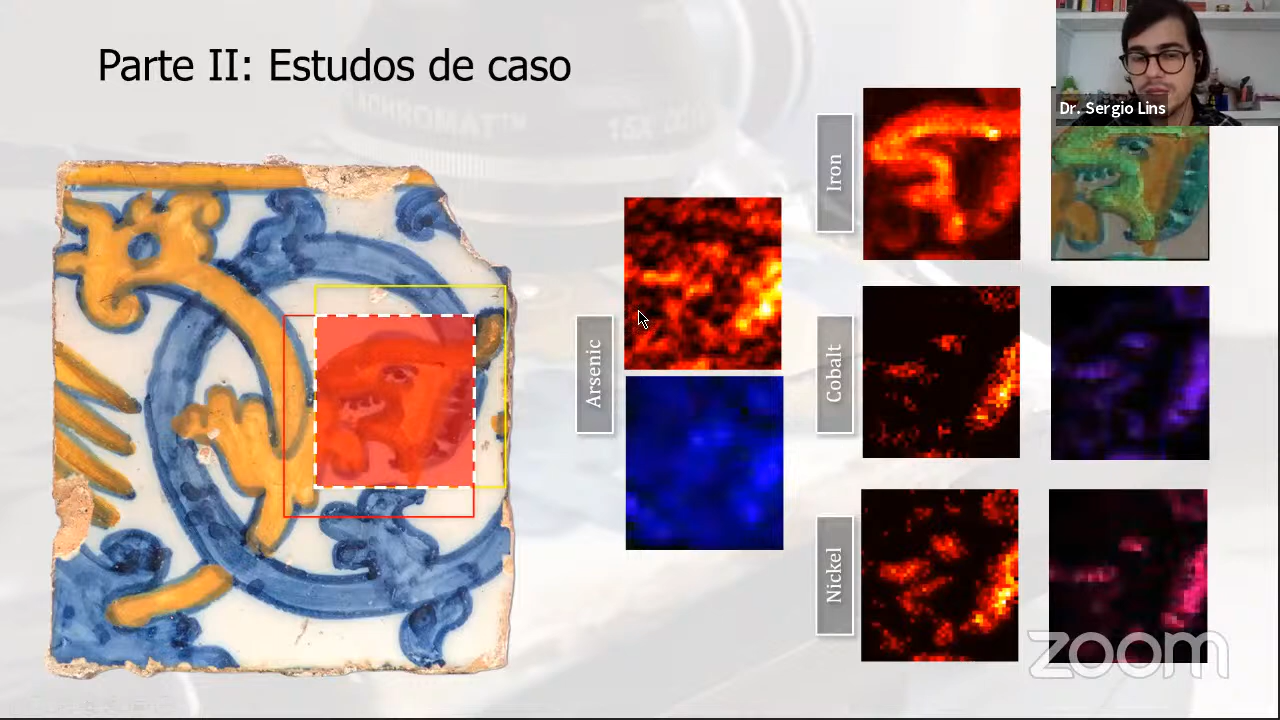 Parte II: Estudos de caso
Dr. Sergio Lins
Iron
Arsenic
Cobalt
Nickel
zoom